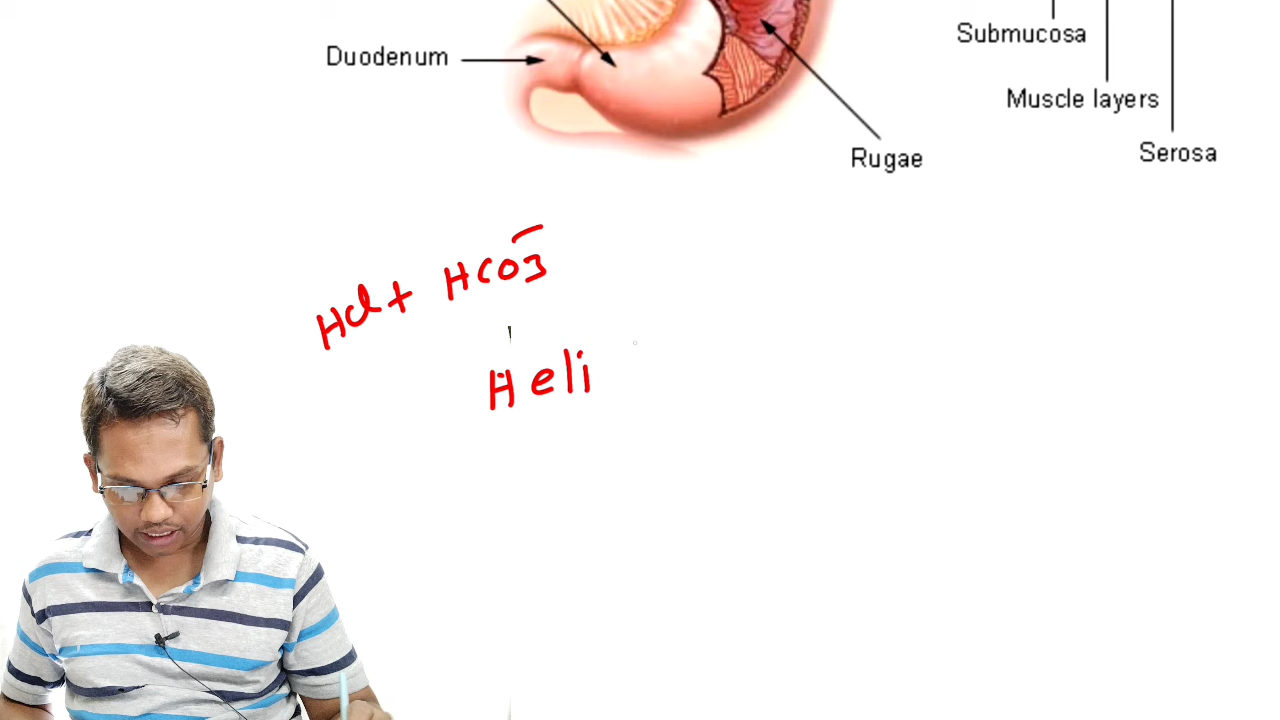 Submucosa
Duodenum
Muscle layers
Serosa
Rugae
Hcl + HCO3⁻
Heli